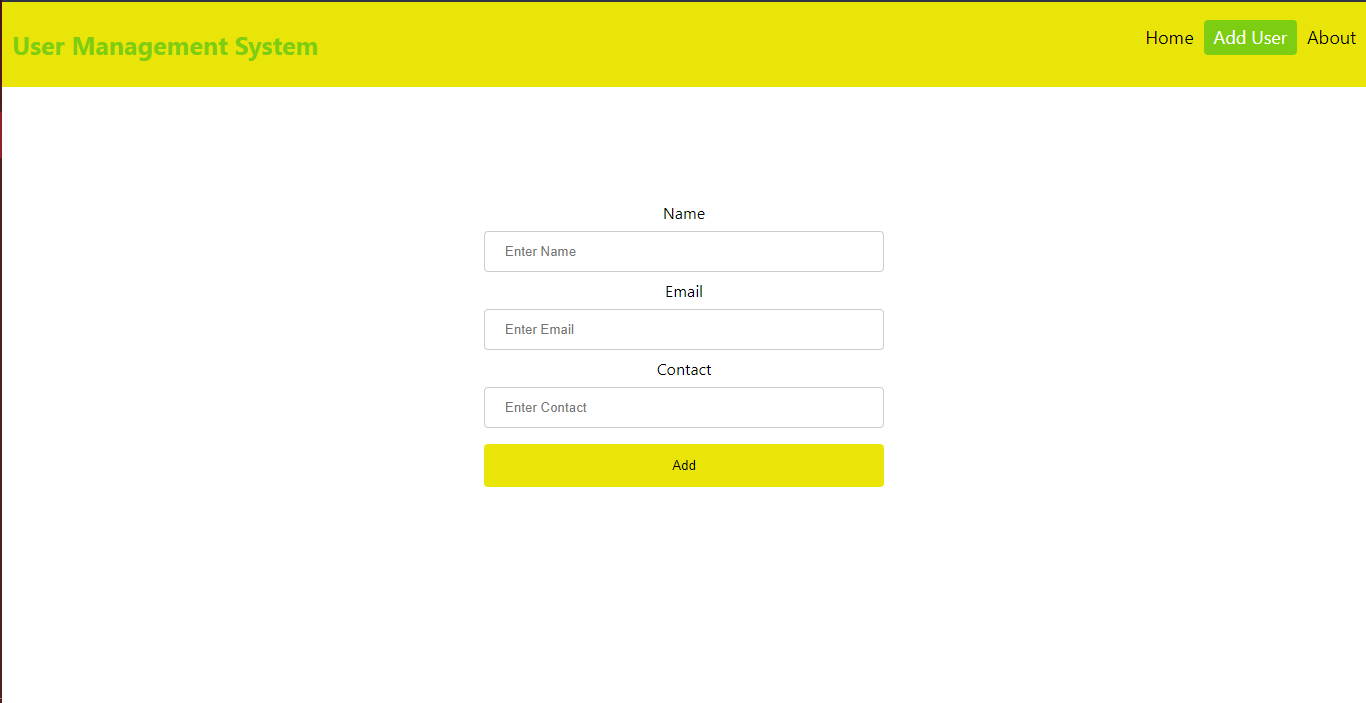 User Management System
Home Add User About
Name
Enter Name
Email
Enter Email
Contact
Enter Contact
Add